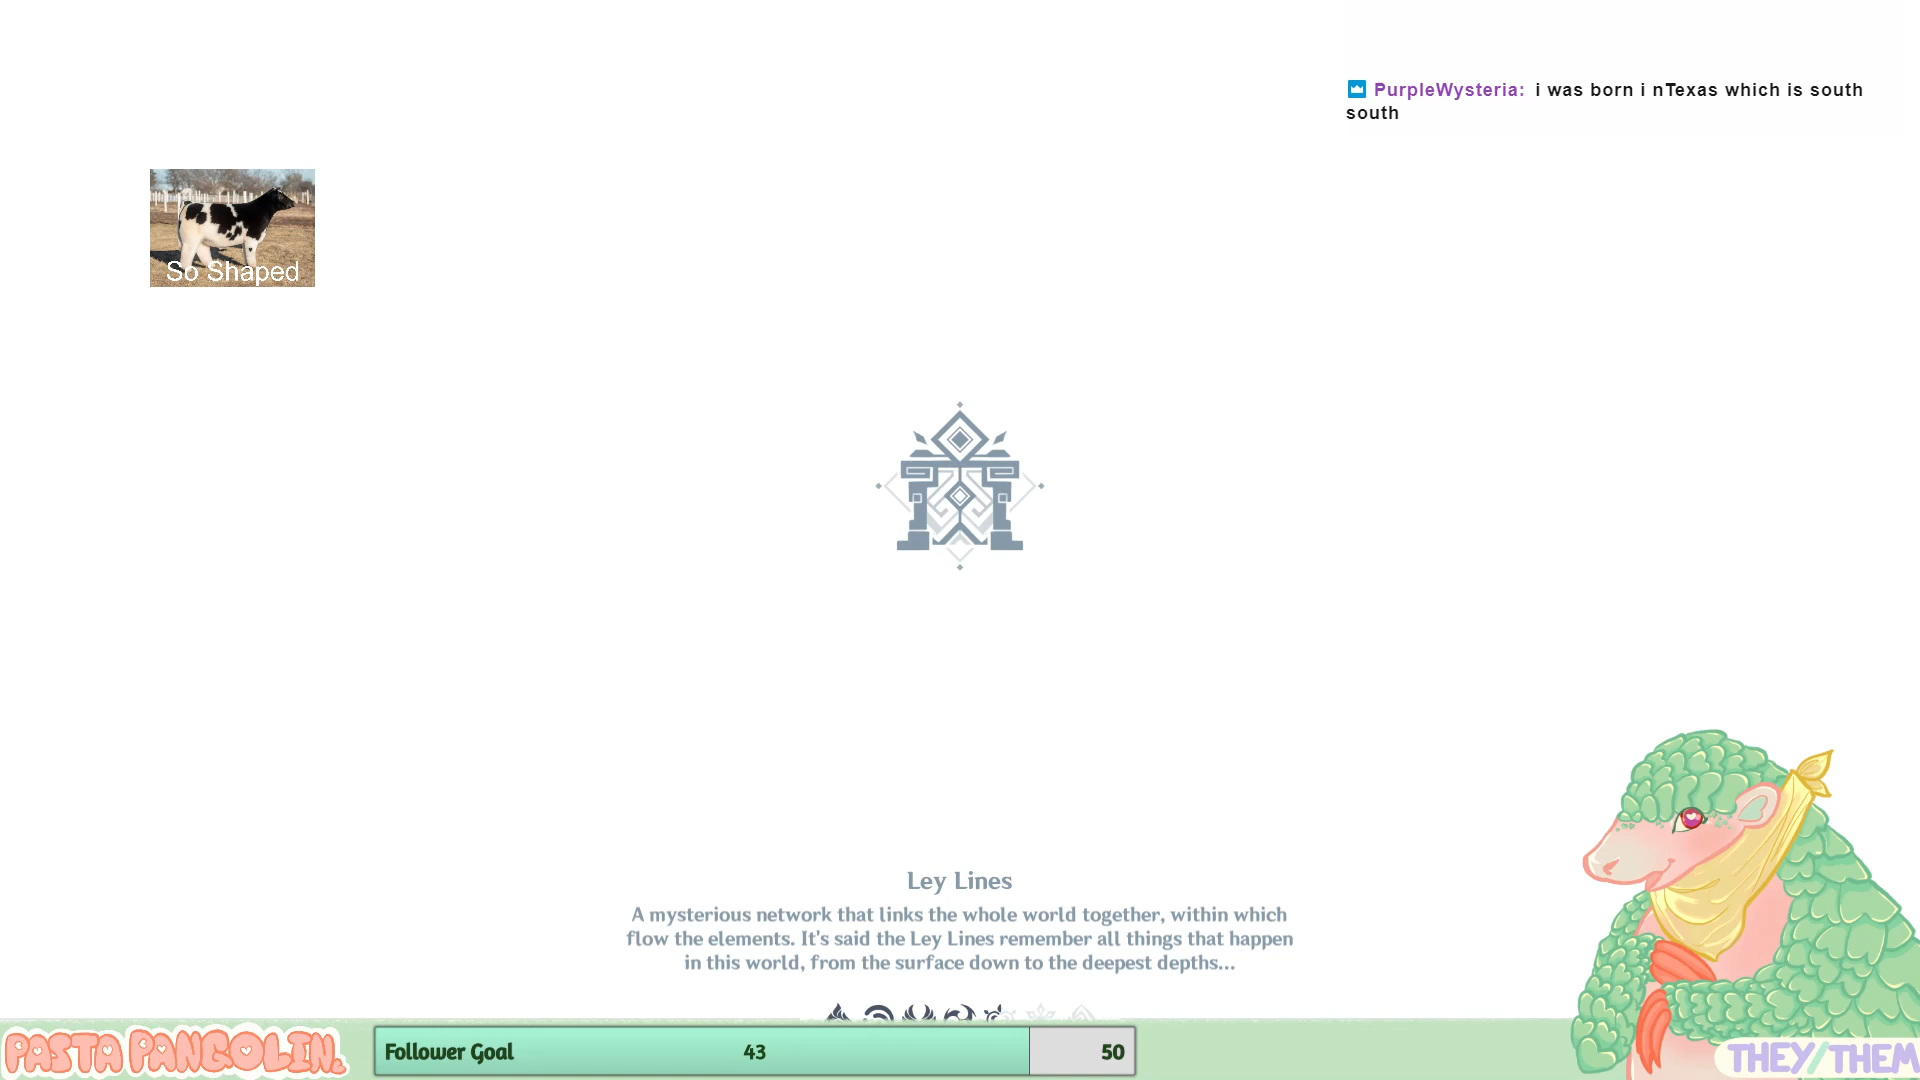 PurpleWysteria: i was born i nTexas which is south
south
So Shaped
Ley Lines
A mysterious network that links the whole world together, within which
flow the elements. It's said the Ley Lines remember all things that happen
in this world, from the surface down to the deepest depths...
PASTA PANGOLIN.
Follower Goal 43 50
THEY/THEM